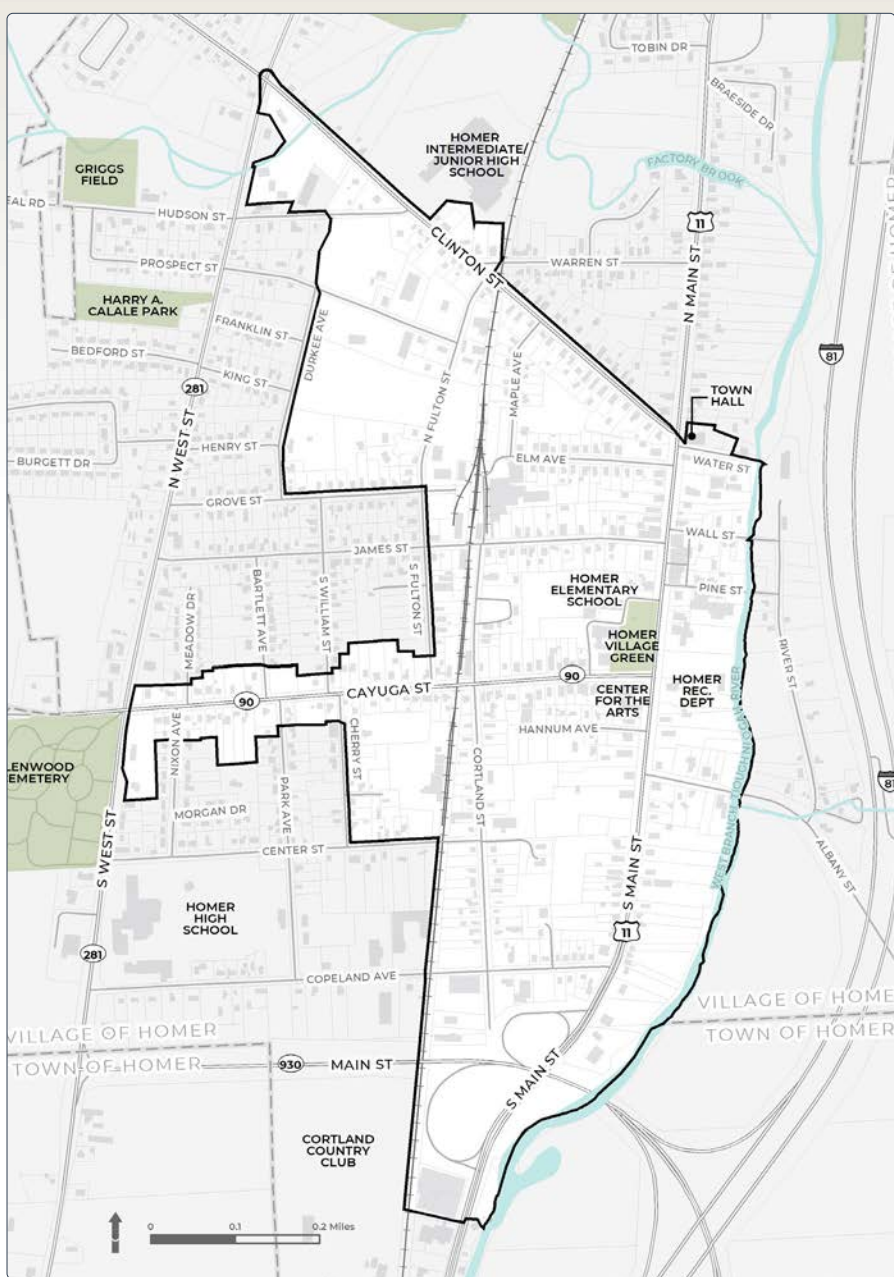 TOBIN DR
BRAESIDE DR
HOMER
INTERMEDIATE/
JUNIOR HIGH
SCHOOL
FACTORY BROOK
GRIGGS
FIELD
EAL RD
HUDSON ST
11
CLINTON ST
N MAIN ST
PROSPECT ST
WARREN ST
HARRY A.
CALALE PARK
FRANKLIN ST
DURKEE AVE
BEDFORD ST
KING ST
81
281
N FULTON ST
MAPLE AVE
TOWN
HALL
N WEST ST
HENRY ST
BURGETT DR
ELM AVE
WATER ST
GROVE ST
WALL ST
JAMES ST
S FULTON ST
S WILLIAM ST
BARTLETT AVE
MEADOW DR
HOMER
ELEMENTARY
SCHOOL
PINE ST
HOMER
VILLAGE
GREEN
RIVER ST
90
CAYUGA ST
90
CENTER
FOR THE
ARTS
HOMER
REC.
DEPT
NIXON AVE
CHERRY ST
HANNUM AVE
LENWOOD
EMETERY
PARK AVE
CORTLAND ST
WEST BRANCH TIOUGHNIOGA RIVER
81
MORGAN DR
CENTER ST
ALBANY ST
S WEST ST
S MAIN ST
HOMER
HIGH
SCHOOL
11
281
COPELAND AVE
VILLAGE OF HOMER
VILLAGE OF HOMER
TOWN OF HOMER
TOWN OF HOMER
930
MAIN ST
S MAIN ST
CORTLAND
COUNTRY
CLUB
0
0.1
0.2 Miles